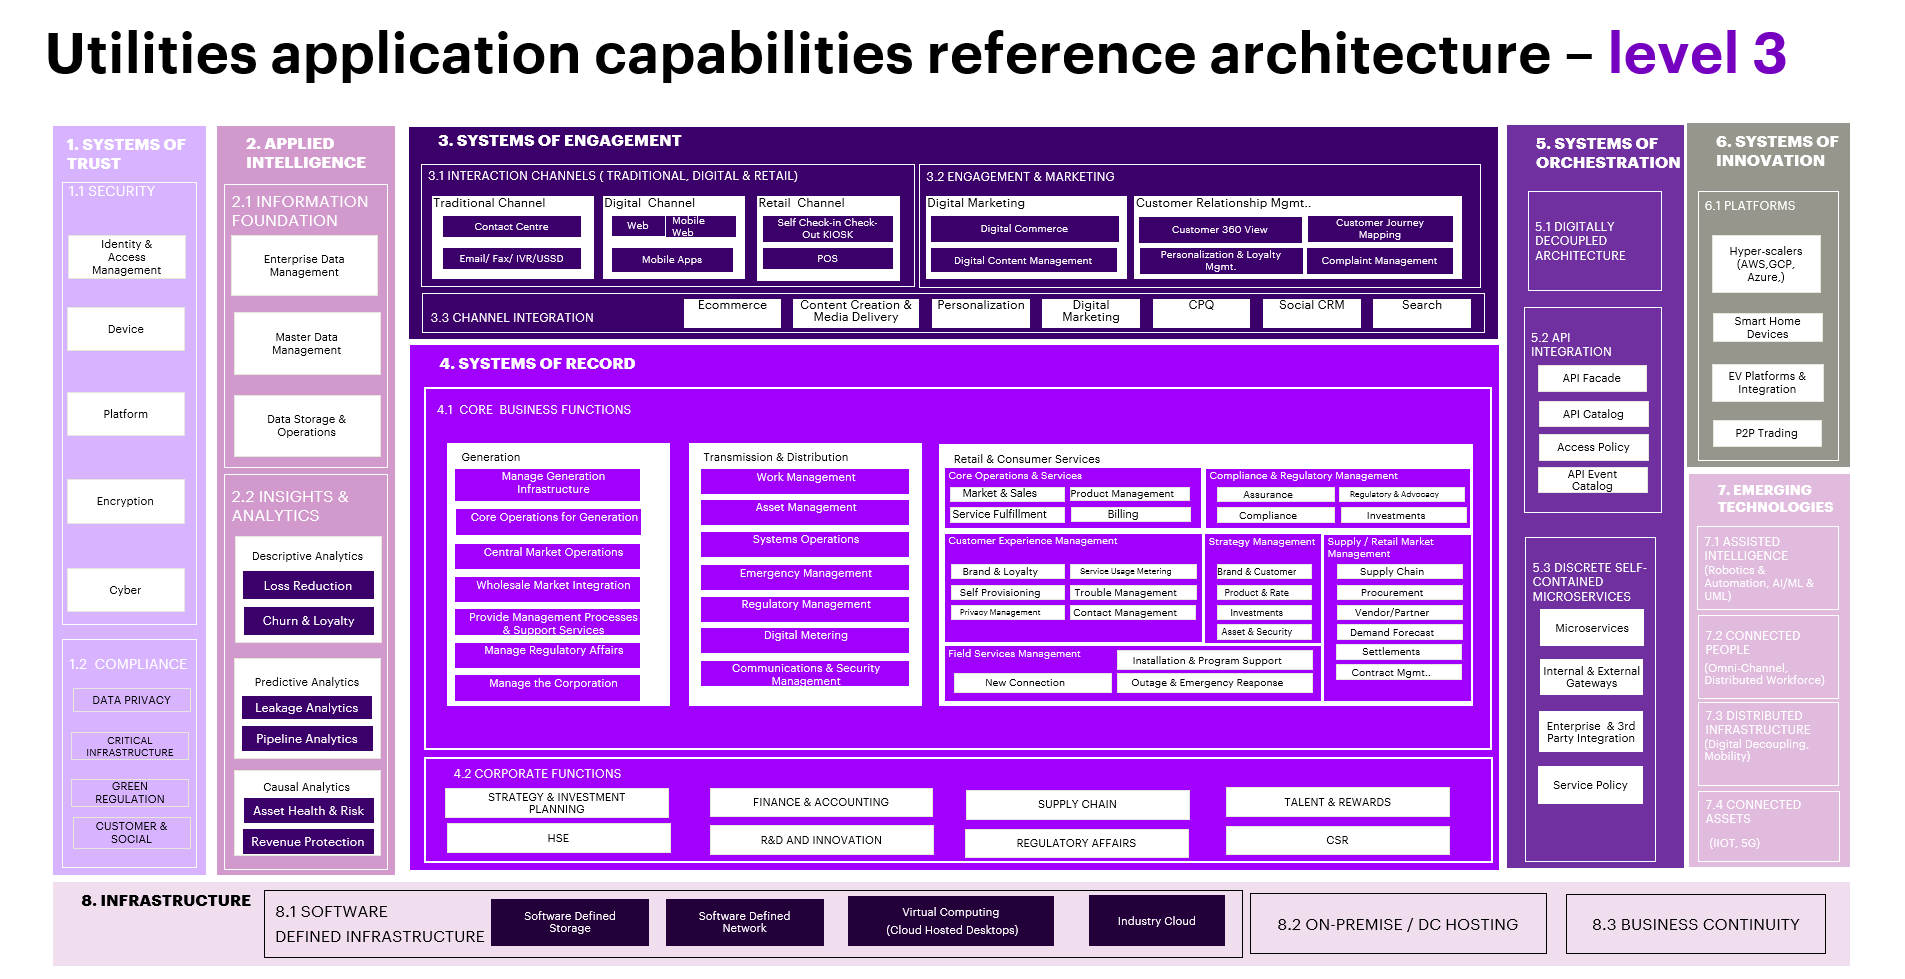 Utilities application capabilities reference architecture – level 3
1. SYSTEMS OF
TRUST
1.1 SECURITY
Identity &
Access
Management
Device
Platform
Encryption
Cyber
1.2 COMPLIANCE
DATA PRIVACY
CRITICAL
INFRASTRUCTURE
GREEN
REGULATION
CUSTOMER &
SOCIAL
2. APPLIED
INTELLIGENCE
2.1 INFORMATION
FOUNDATION
Enterprise Data
Management
Master Data
Management
Data Storage &
Operations
2.2 INSIGHTS &
ANALYTICS
Descriptive Analytics
Loss Reduction
Churn & Loyalty
Predictive Analytics
Leakage Analytics
Pipeline Analytics
Causal Analytics
Asset Health & Risk
Revenue Protection
3. SYSTEMS OF ENGAGEMENT
3.1 INTERACTION CHANNELS ( TRADITIONAL, DIGITAL & RETAIL)
Traditional Channel
Contact Centre
Email/ Fax/ IVR/USSD
Digital Channel
Web
Mobile
Web
Mobile Apps
Retail Channel
Self Check-in Check-
Out KIOSK
POS
3.2 ENGAGEMENT & MARKETING
Digital Marketing
Digital Commerce
Digital Content Management
Customer Relationship Mgmt..
Customer 360 View
Customer Journey
Mapping
Personalization & Loyalty
Mgmt.
Complaint Management
3.3 CHANNEL INTEGRATION
Ecommerce
Content Creation &
Media Delivery
Personalization
Digital
Marketing
CPQ
Social CRM
Search
4. SYSTEMS OF RECORD
4.1 CORE BUSINESS FUNCTIONS
Generation
Manage Generation
Infrastructure
Core Operations for Generation
Central Market Operations
Wholesale Market Integration
Provide Management Processes
& Support Services
Manage Regulatory Affairs
Manage the Corporation
Transmission & Distribution
Work Management
Asset Management
Systems Operations
Emergency Management
Regulatory Management
Digital Metering
Communications & Security
Management
Retail & Consumer Services
Core Operations & Services
Market & Sales
Product Management
Service Fulfillment
Billing
Compliance & Regulatory Management
Assurance
Regulatory & Advocacy
Compliance
Investments
Customer Experience Management
Brand & Loyalty
Service Usage Metering
Self Provisioning
Trouble Management
Privacy Management
Contact Management
Strategy Management
Brand & Customer
Product & Rate
Investments
Asset & Security
Supply / Retail Market
Management
Supply Chain
Procurement
Vendor/Partner
Demand Forecast
Settlements
Contract Mgmt..
Field Services Management
Installation & Program Support
New Connection
Outage & Emergency Response
4.2 CORPORATE FUNCTIONS
STRATEGY & INVESTMENT
PLANNING
FINANCE & ACCOUNTING
SUPPLY CHAIN
TALENT & REWARDS
HSE
R&D AND INNOVATION
REGULATORY AFFAIRS
CSR
5. SYSTEMS OF
ORCHESTRATION
5.1 DIGITALLY
DECOUPLED
ARCHITECTURE
5.2 API
INTEGRATION
API Facade
API Catalog
Access Policy
API Event
Catalog
5.3 DISCRETE SELF-
CONTAINED
MICROSERVICES
Microservices
Internal & External
Gateways
Enterprise & 3rd
Party Integration
Service Policy
6. SYSTEMS OF
INNOVATION
6.1 PLATFORMS
Hyper-scalers
(AWS,GCP,
Azure,)
Smart Home
Devices
EV Platforms &
Integration
P2P Trading
7. EMERGING
TECHNOLOGIES
7.1 ASSISTED
INTELLIGENCE
(Robotics &
Automation, AI/ML &
UML)
7.2 CONNECTED
PEOPLE
(Omni-Channel,
Distributed Workforce)
7.3 DISTRIBUTED
INFRASTRUCTURE
(Digital Decoupling,
Mobility)
7.4 CONNECTED
ASSETS
(IIOT, 5G)
8. INFRASTRUCTURE
8.1 SOFTWARE
DEFINED INFRASTRUCTURE
Software Defined
Storage
Software Defined
Network
Virtual Computing
(Cloud Hosted Desktops)
Industry Cloud
8.2 ON-PREMISE / DC HOSTING
8.3 BUSINESS CONTINUITY